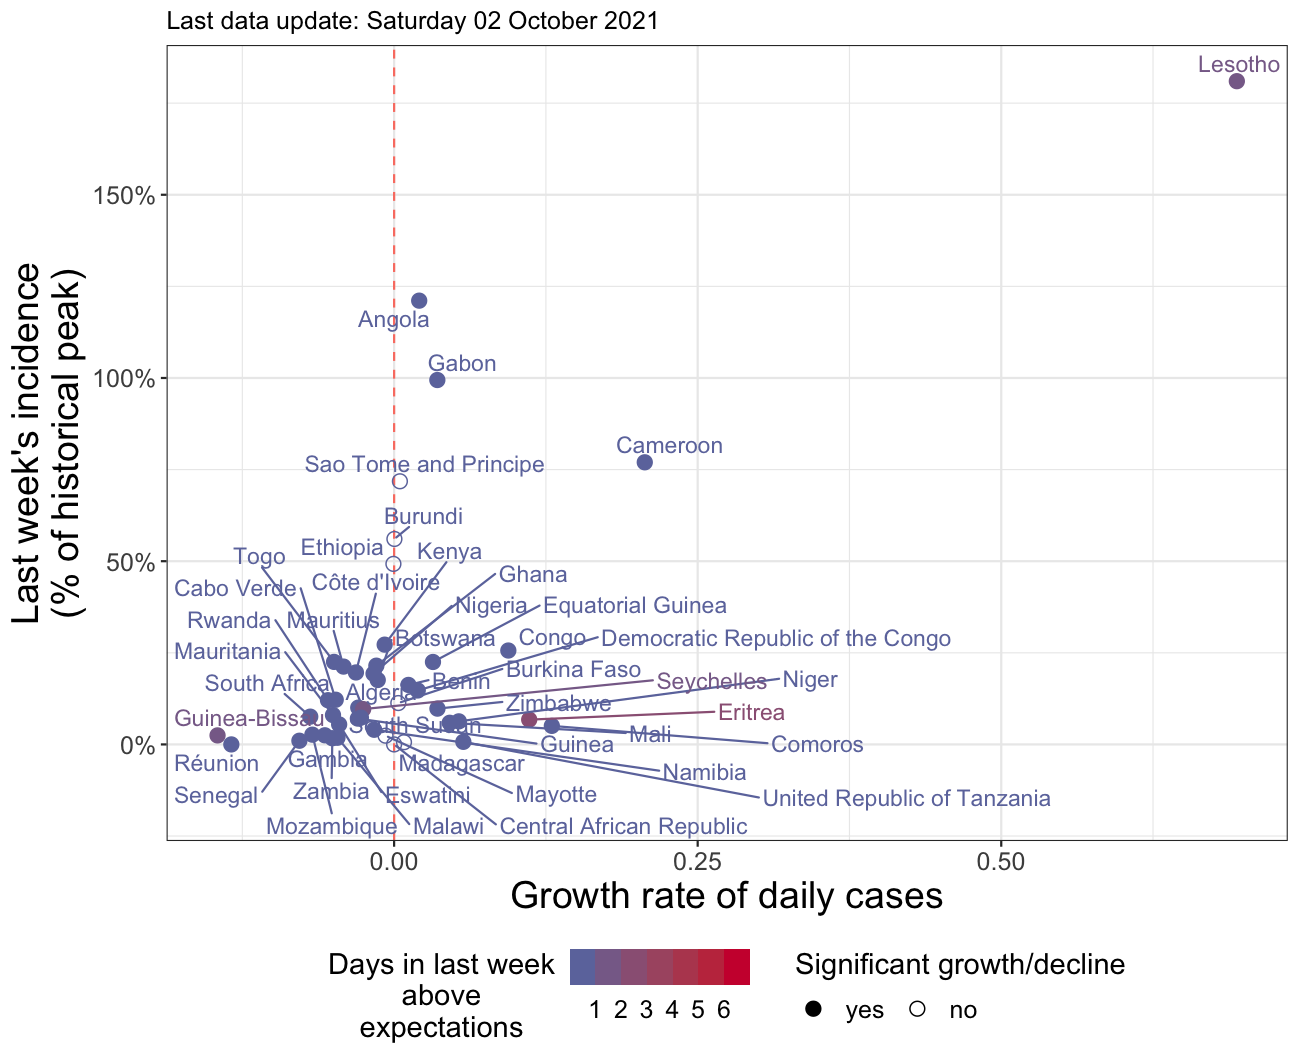 Last data update: Saturday 02 October 2021
Last week's incidence
(% of historical peak)
150%
100%
50%
0%
Lesotho
Angola
Gabon
Cameroon
Sao Tome and Principe
Burundi
Ethiopia
Kenya
Togo
Ghana
Cabo Verde
Côte d'Ivoire
Nigeria
Equatorial Guinea
Rwanda
Mauritius
Botswana
Congo
Democratic Republic of the Congo
Mauritania
Burkina Faso
South Africa
Algeria
Benin
Seychelles
Niger
Zimbabwe
Guinea-Bissau
South Sudan
Eritrea
Mali
Guinea
Comoros
Réunion
Gambia
Madagascar
Namibia
Senegal
Zambia
Eswatini
Mayotte
United Republic of Tanzania
Mozambique
Malawi
Central African Republic
0.00
0.25
0.50
Growth rate of daily cases
Days in last week
above
expectations
1 2 3 4 5 6
Significant growth/decline
yes
no